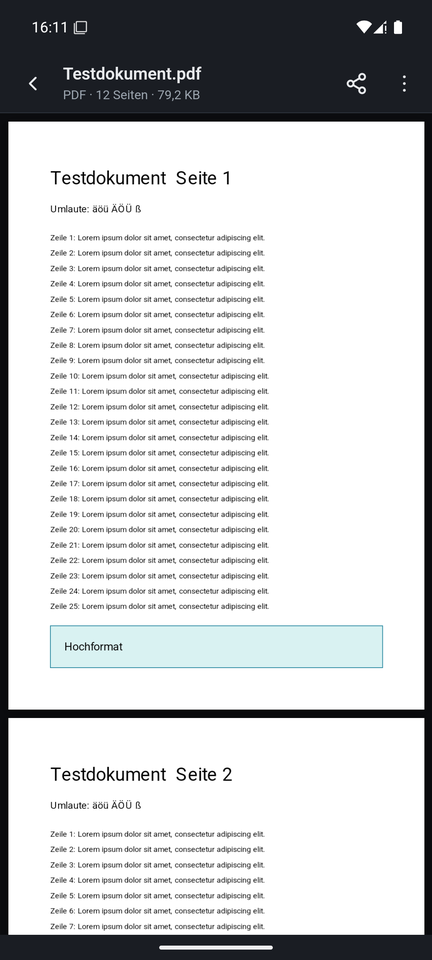 16:11
Testdokument.pdf
PDF · 12 Seiten · 79,2 KB
Testdokument  Seite 1
Umlaute: äöü ÄÖÜ ß
Zeile 1: Lorem ipsum dolor sit amet, consectetur adipiscing elit.
Zeile 2: Lorem ipsum dolor sit amet, consectetur adipiscing elit.
Zeile 3: Lorem ipsum dolor sit amet, consectetur adipiscing elit.
Zeile 4: Lorem ipsum dolor sit amet, consectetur adipiscing elit.
Zeile 5: Lorem ipsum dolor sit amet, consectetur adipiscing elit.
Zeile 6: Lorem ipsum dolor sit amet, consectetur adipiscing elit.
Zeile 7: Lorem ipsum dolor sit amet, consectetur adipiscing elit.
Zeile 8: Lorem ipsum dolor sit amet, consectetur adipiscing elit.
Zeile 9: Lorem ipsum dolor sit amet, consectetur adipiscing elit.
Zeile 10: Lorem ipsum dolor sit amet, consectetur adipiscing elit.
Zeile 11: Lorem ipsum dolor sit amet, consectetur adipiscing elit.
Zeile 12: Lorem ipsum dolor sit amet, consectetur adipiscing elit.
Zeile 13: Lorem ipsum dolor sit amet, consectetur adipiscing elit.
Zeile 14: Lorem ipsum dolor sit amet, consectetur adipiscing elit.
Zeile 15: Lorem ipsum dolor sit amet, consectetur adipiscing elit.
Zeile 16: Lorem ipsum dolor sit amet, consectetur adipiscing elit.
Zeile 17: Lorem ipsum dolor sit amet, consectetur adipiscing elit.
Zeile 18: Lorem ipsum dolor sit amet, consectetur adipiscing elit.
Zeile 19: Lorem ipsum dolor sit amet, consectetur adipiscing elit.
Zeile 20: Lorem ipsum dolor sit amet, consectetur adipiscing elit.
Zeile 21: Lorem ipsum dolor sit amet, consectetur adipiscing elit.
Zeile 22: Lorem ipsum dolor sit amet, consectetur adipiscing elit.
Zeile 23: Lorem ipsum dolor sit amet, consectetur adipiscing elit.
Zeile 24: Lorem ipsum dolor sit amet, consectetur adipiscing elit.
Zeile 25: Lorem ipsum dolor sit amet, consectetur adipiscing elit.
Hochformat
Testdokument  Seite 2
Umlaute: äöü ÄÖÜ ß
Zeile 1: Lorem ipsum dolor sit amet, consectetur adipiscing elit.
Zeile 2: Lorem ipsum dolor sit amet, consectetur adipiscing elit.
Zeile 3: Lorem ipsum dolor sit amet, consectetur adipiscing elit.
Zeile 4: Lorem ipsum dolor sit amet, consectetur adipiscing elit.
Zeile 5: Lorem ipsum dolor sit amet, consectetur adipiscing elit.
Zeile 6: Lorem ipsum dolor sit amet, consectetur adipiscing elit.
Zeile 7: Lorem ipsum dolor sit amet, consectetur adipiscing elit.